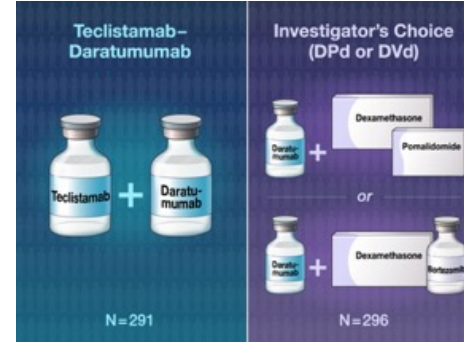 Teclistamab–
Daratumumab
Teclistamab
+
Daratu-
mumab
N=291
Investigator's Choice
(DPd or DVd)
Daratu-
mumab
+
Dexamethasone
Pomalidomide
or
Daratu-
mumab
+
Dexamethasone
Bortezomib
N=296